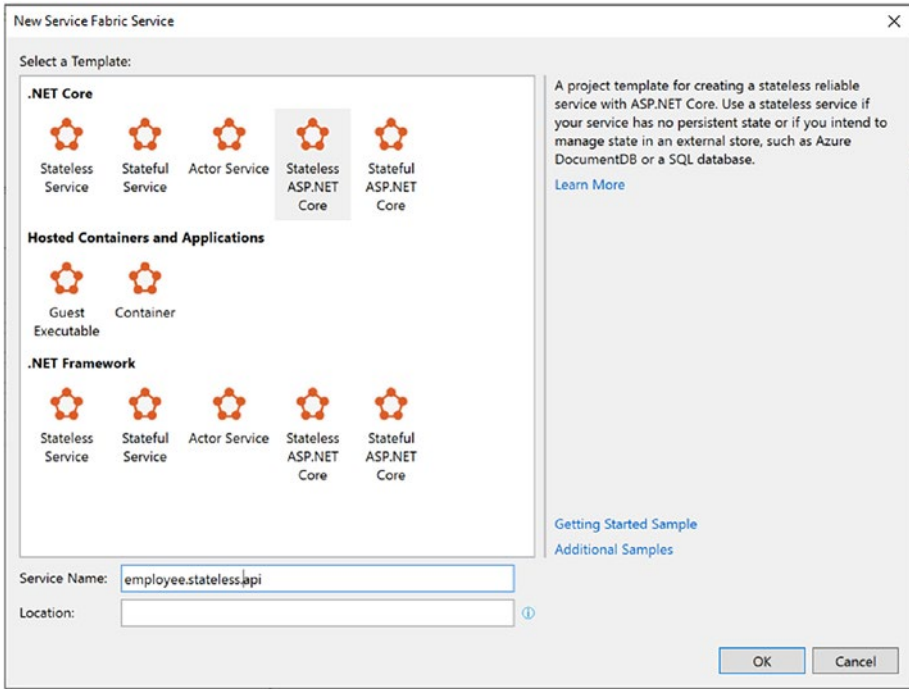 New Service Fabric Service
Select a Template:
.NET Core
Stateless Service
Stateful Service
Actor Service
Stateless ASP.NET Core
Stateful ASP.NET Core
Hosted Containers and Applications
Guest Executable
Container
.NET Framework
Stateless Service
Stateful Service
Actor Service
Stateless ASP.NET Core
Stateful ASP.NET Core
A project template for creating a stateless reliable
service with ASP.NET Core. Use a stateless service if
your service has no persistent state or if you intend to
manage state in an external store, such as Azure
DocumentDB or a SQL database.
Learn More
Getting Started Sample
Additional Samples
Service Name: employee.stateless.api
Location:
OK
Cancel